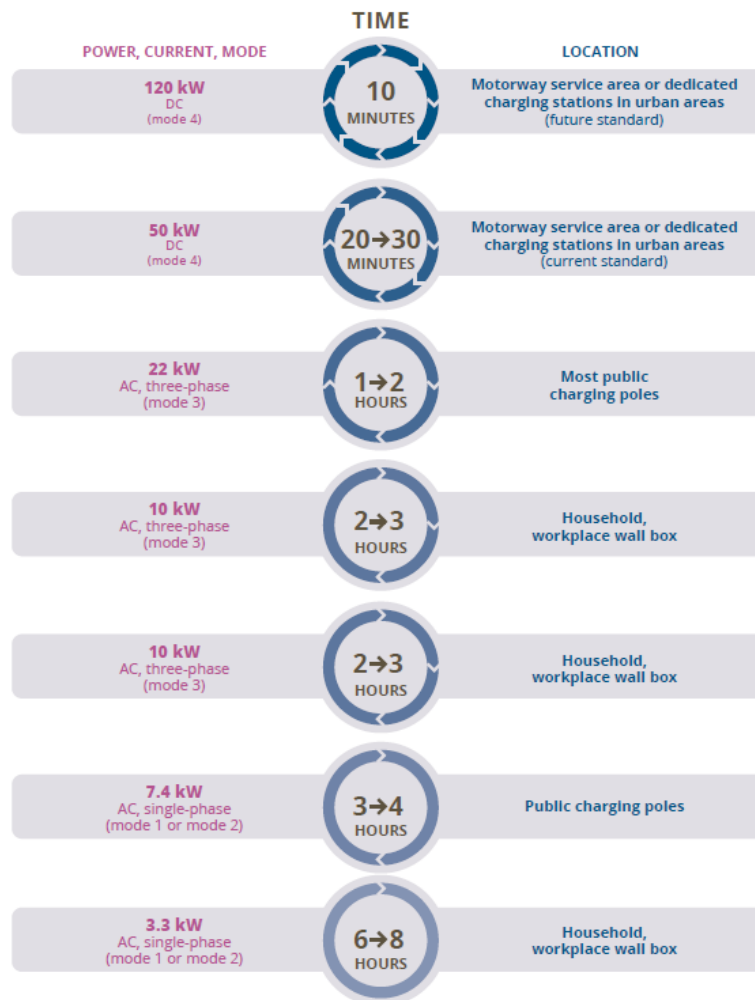 TIME
POWER, CURRENT, MODE
LOCATION
120 kW
DC
(mode 4)
10
MINUTES
Motorway service area or dedicated
charging stations in urban areas
(future standard)
50 kW
DC
(mode 4)
20→30
MINUTES
Motorway service area or dedicated
charging stations in urban areas
(current standard)
22 kW
AC, three-phase
(mode 3)
1→2
HOURS
Most public
charging poles
10 kW
AC, three-phase
(mode 3)
2→3
HOURS
Household,
workplace wall box
10 kW
AC, three-phase
(mode 3)
2→3
HOURS
Household,
workplace wall box
7.4 kW
AC, single-phase
(mode 1 or mode 2)
3→4
HOURS
Public charging poles
3.3 kW
AC, single-phase
(mode 1 or mode 2)
6→8
HOURS
Household,
workplace wall box